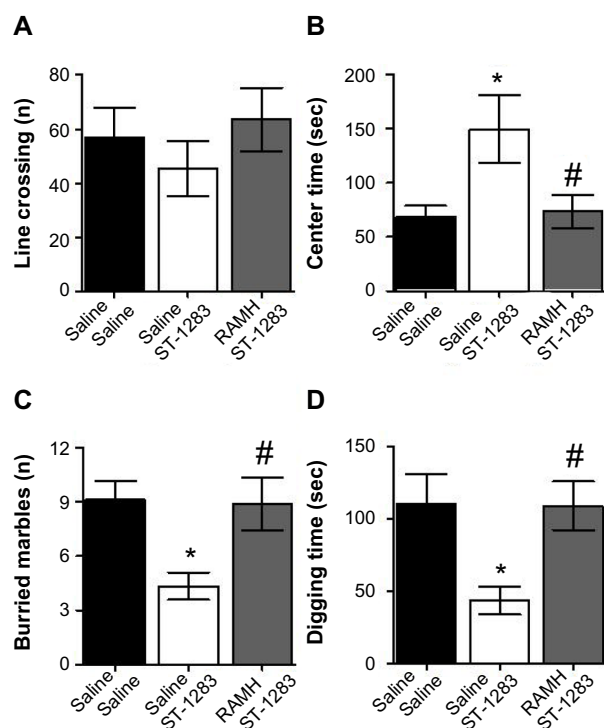 A
Line crossing (n)
80
60
40
20
0
Saline
Saline
Saline
ST-1283
RAMH
ST-1283
B
Center time (sec)
200
150
100
50
0
*
#
Saline
Saline
Saline
ST-1283
RAMH
ST-1283
C
Burried marbles (n)
12
9
6
3
0
*
#
Saline
Saline
Saline
ST-1283
RAMH
ST-1283
D
Digging time (sec)
150
100
50
0
*
#
Saline
Saline
Saline
ST-1283
RAMH
ST-1283